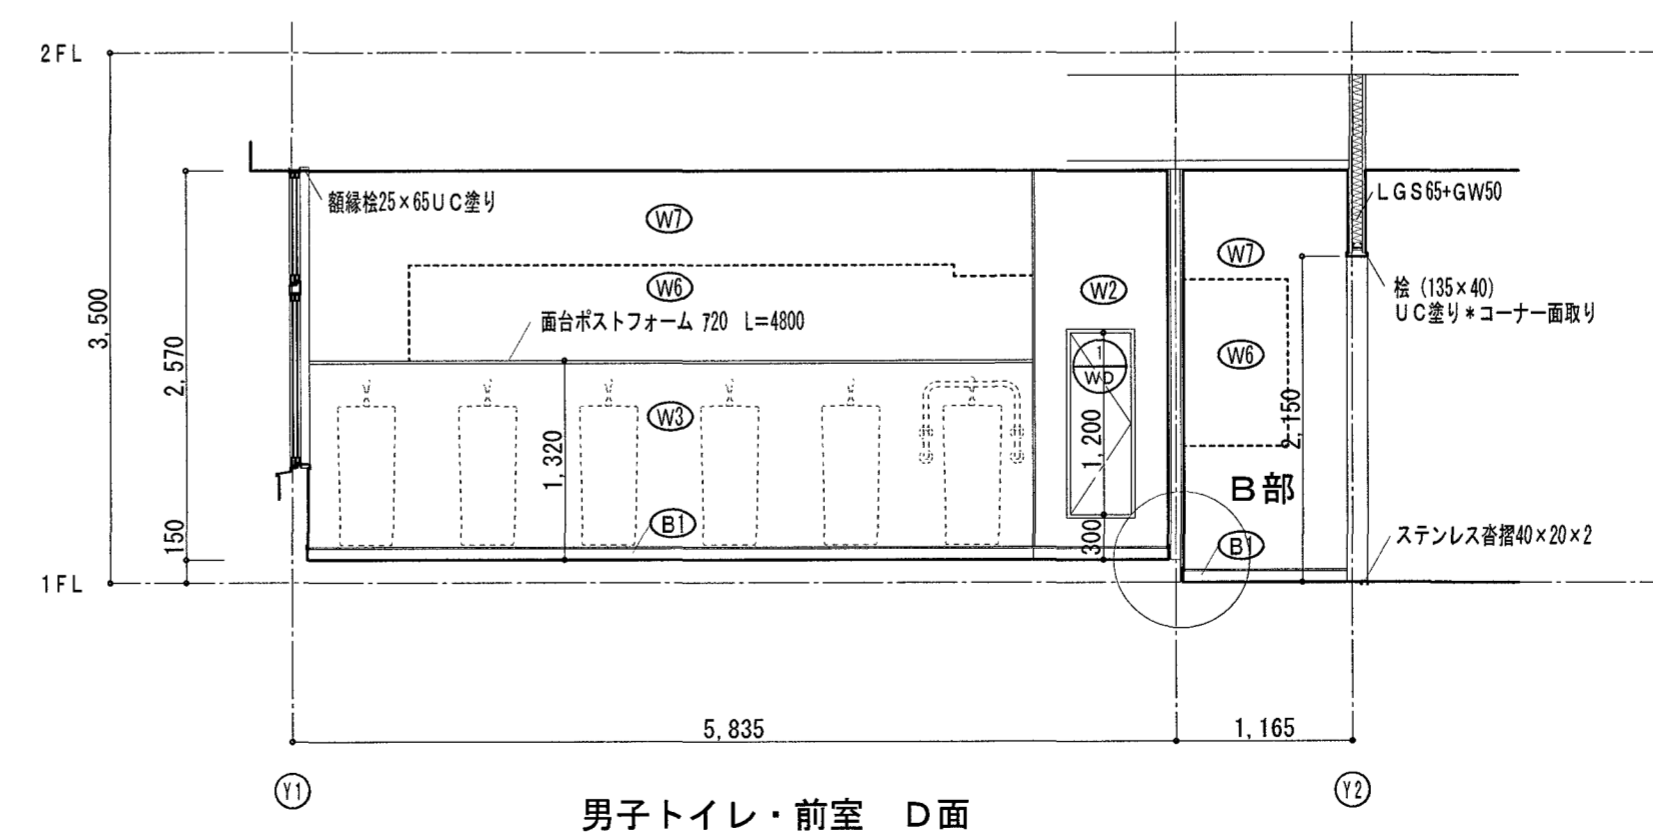 2FL
額縁桧25×65UC塗り
W7
LGS65+GW50
W7
W6
W2
桧 (135×40)
UC塗り*コーナー面取り
面台ポストフォーム ｱ20 L=4800
3,500
2,570
1
WD
W6
W3
1,320
1,200
2,150
B部
150
B1
300
B1
ステンレス沓摺40×20×2
1FL
5,835
1,165
Y1
Y2
男子トイレ・前室 D面